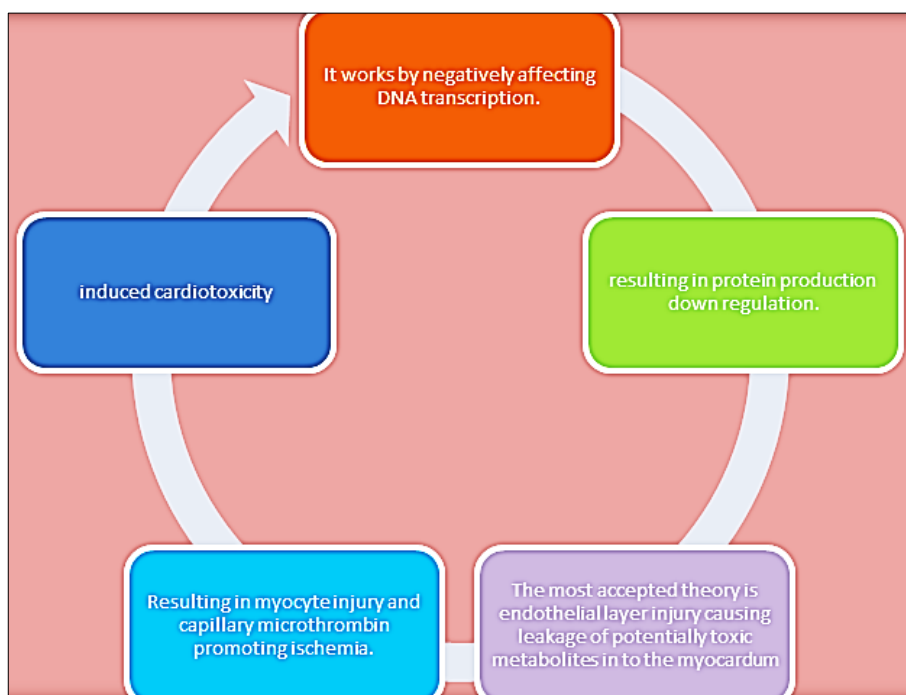 It works by negatively affecting
DNA transcription.
resulting in protein production
down regulation.
The most accepted theory is
endothelial layer injury causing
leakage of potentially toxic
metabolites in to the myocardum
Resulting in myocyte injury and
capillary microthrombin
promoting ischemia.
induced cardiotoxicity